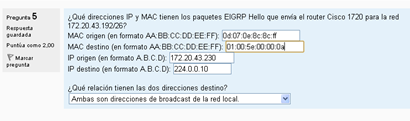 Pregunta 5
Respuesta guardada
Puntúa como 2,00
Marcar pregunta
¿Qué direcciones IP y MAC tienen los paquetes EIGRP Hello que envía el router Cisco 1720 para la red
172.20.43.192/26?
MAC origen (en formato AA:BB:CC:DD:EE:FF): 0d:07:0e:8c:8c:ff
MAC destino (en formato AA:BB:CC:DD:EE:FF): 01:00:5e:00:00:0a
IP origen (en formato A.B.C.D): 172.20.43.230
IP destino (en formato A.B.C.D): 224.0.0.10
¿Qué relación tienen las dos direcciones destino?
Ambas son direcciones de broadcast de la red local.